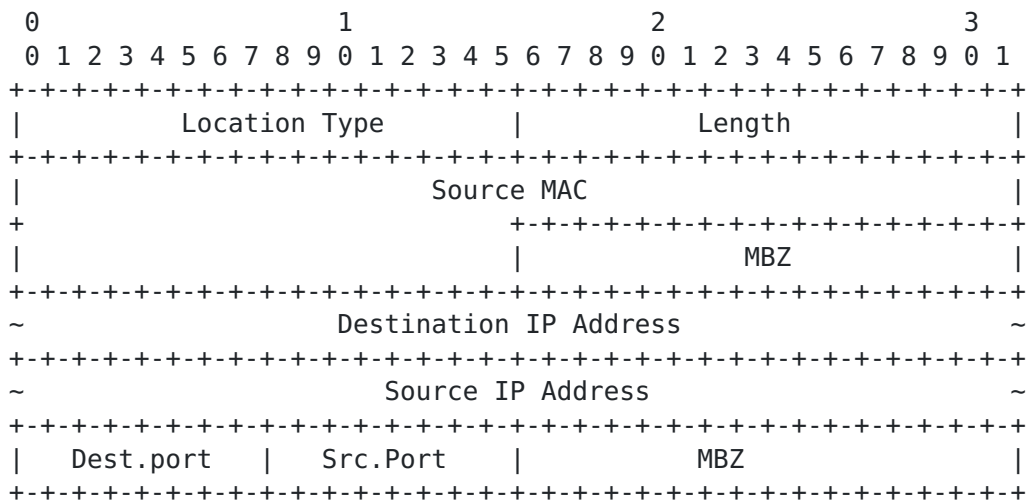 0                   1                   2                   3
 0 1 2 3 4 5 6 7 8 9 0 1 2 3 4 5 6 7 8 9 0 1 2 3 4 5 6 7 8 9 0 1
+-+-+-+-+-+-+-+-+-+-+-+-+-+-+-+-+-+-+-+-+-+-+-+-+-+-+-+-+-+-+-+-+
|          Location Type        |           Length              |
+-+-+-+-+-+-+-+-+-+-+-+-+-+-+-+-+-+-+-+-+-+-+-+-+-+-+-+-+-+-+-+-+
|                          Source MAC                           |
+                               +-+-+-+-+-+-+-+-+-+-+-+-+-+-+-+-+
|                               |              MBZ              |
+-+-+-+-+-+-+-+-+-+-+-+-+-+-+-+-+-+-+-+-+-+-+-+-+-+-+-+-+-+-+-+-+
~                    Destination IP Address                     ~
+-+-+-+-+-+-+-+-+-+-+-+-+-+-+-+-+-+-+-+-+-+-+-+-+-+-+-+-+-+-+-+-+
~                       Source IP Address                       ~
+-+-+-+-+-+-+-+-+-+-+-+-+-+-+-+-+-+-+-+-+-+-+-+-+-+-+-+-+-+-+-+-+
|   Dest.port   |   Src.Port    |           MBZ                 |
+-+-+-+-+-+-+-+-+-+-+-+-+-+-+-+-+-+-+-+-+-+-+-+-+-+-+-+-+-+-+-+-+